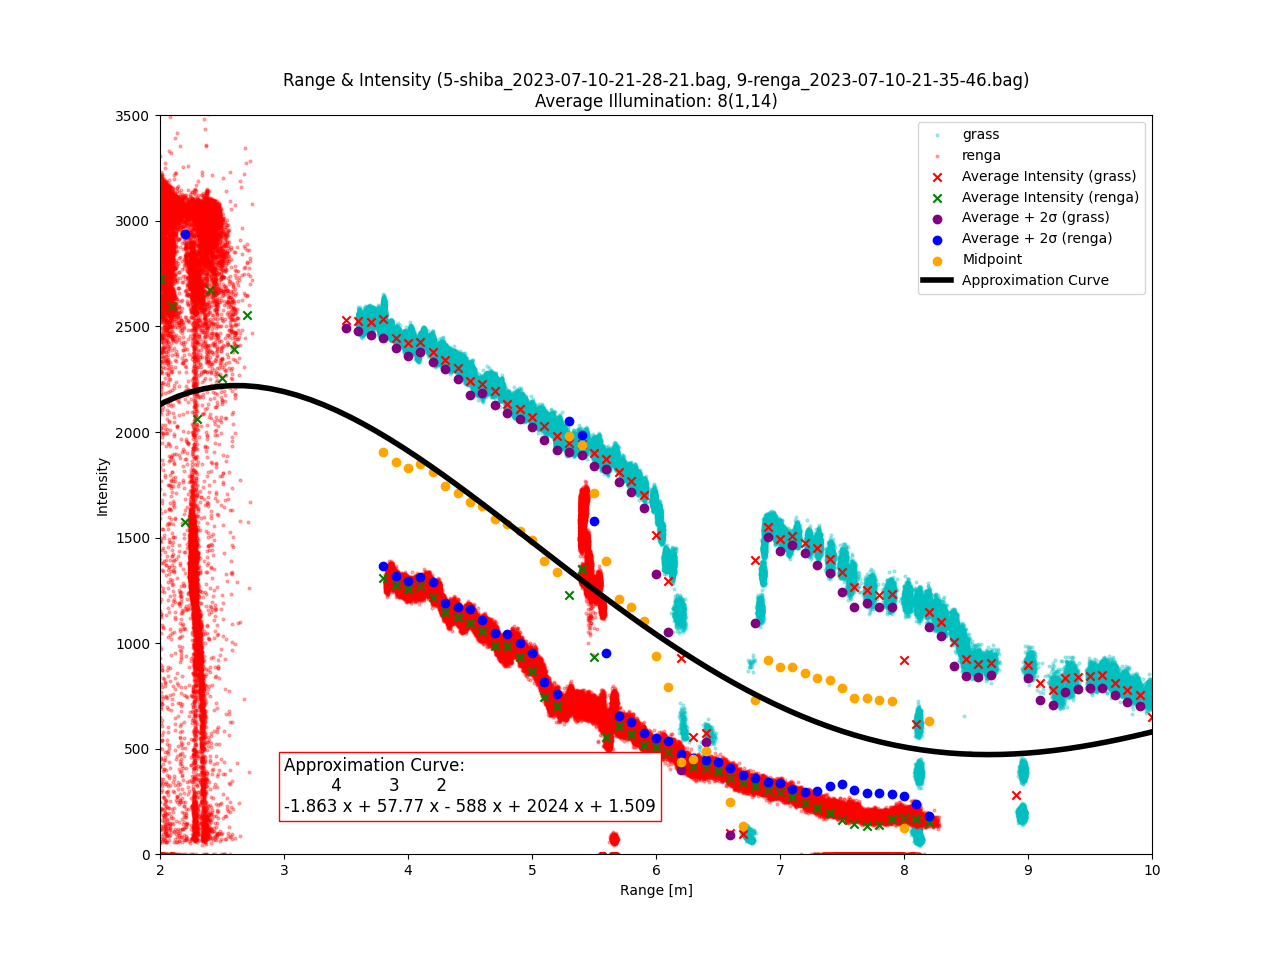 Range & Intensity (5-shiba_2023-07-10-21-28-21.bag, 9-renga_2023-07-10-21-35-46.bag)
Average Illumination: 8(1,14)
3500
3000
2500
2000
1500
1000
500
0
Intensity
grass
renga
Average Intensity (grass)
Average Intensity (renga)
Average + 2σ (grass)
Average + 2σ (renga)
Midpoint
Approximation Curve
Approximation Curve:
4 3 2
-1.863 x + 57.77 x - 588 x + 2024 x + 1.509
2 3 4 5 6 7 8 9 10
Range [m]